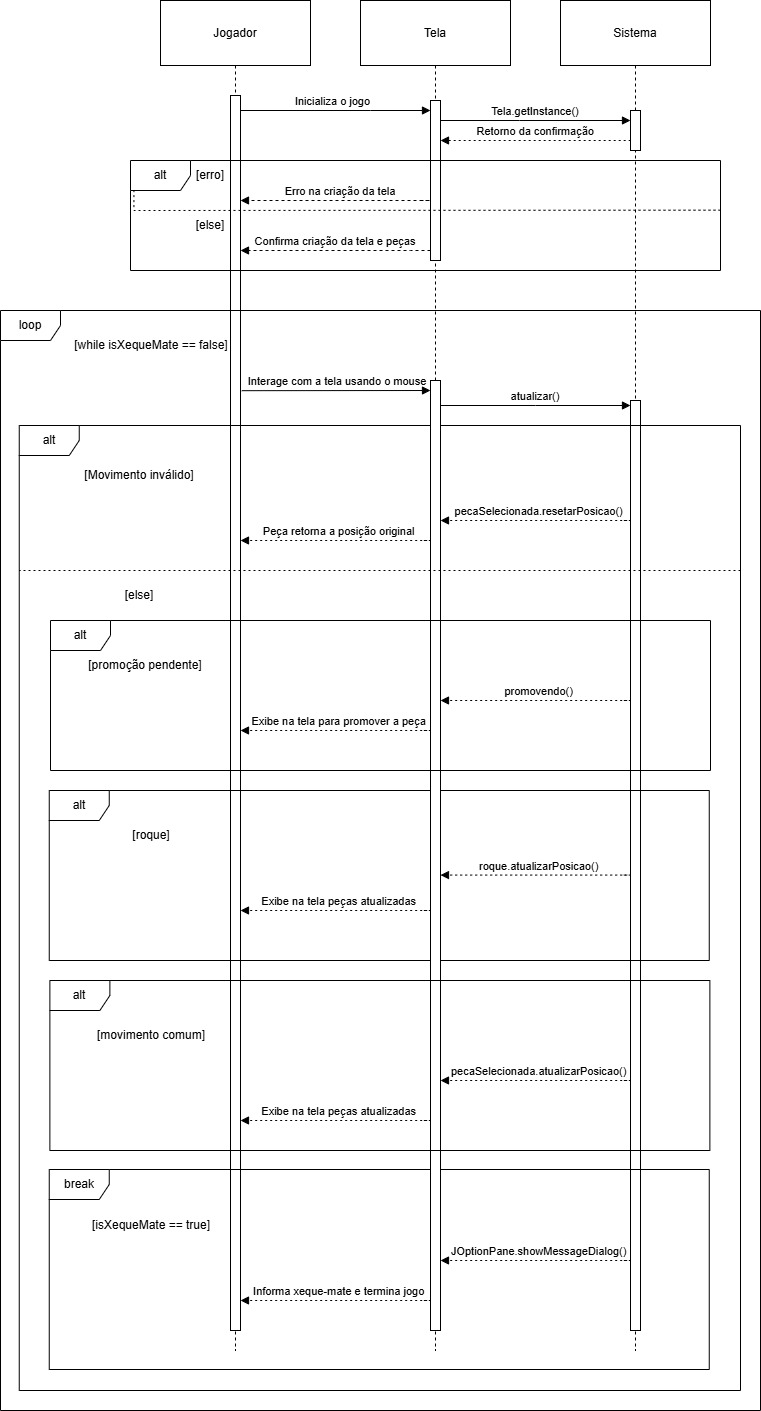 Jogador
Tela
Sistema
Inicializa o jogo
Tela.getInstance()
Retorno da confirmação
alt
[erro]
Erro na criação da tela
[else]
Confirma criação da tela e peças
loop
[while isXequeMate == false]
Interage com a tela usando o mouse
atualizar()
alt
[Movimento inválido]
pecaSelecionada.resetarPosicao()
Peça retorna a posição original
[else]
alt
[promoção pendente]
promovendo()
Exibe na tela para promover a peça
alt
[roque]
roque.atualizarPosicao()
Exibe na tela peças atualizadas
alt
[movimento comum]
pecaSelecionada.atualizarPosicao()
Exibe na tela peças atualizadas
break
[isXequeMate == true]
JOptionPane.showMessageDialog()
Informa xeque-mate e termina jogo